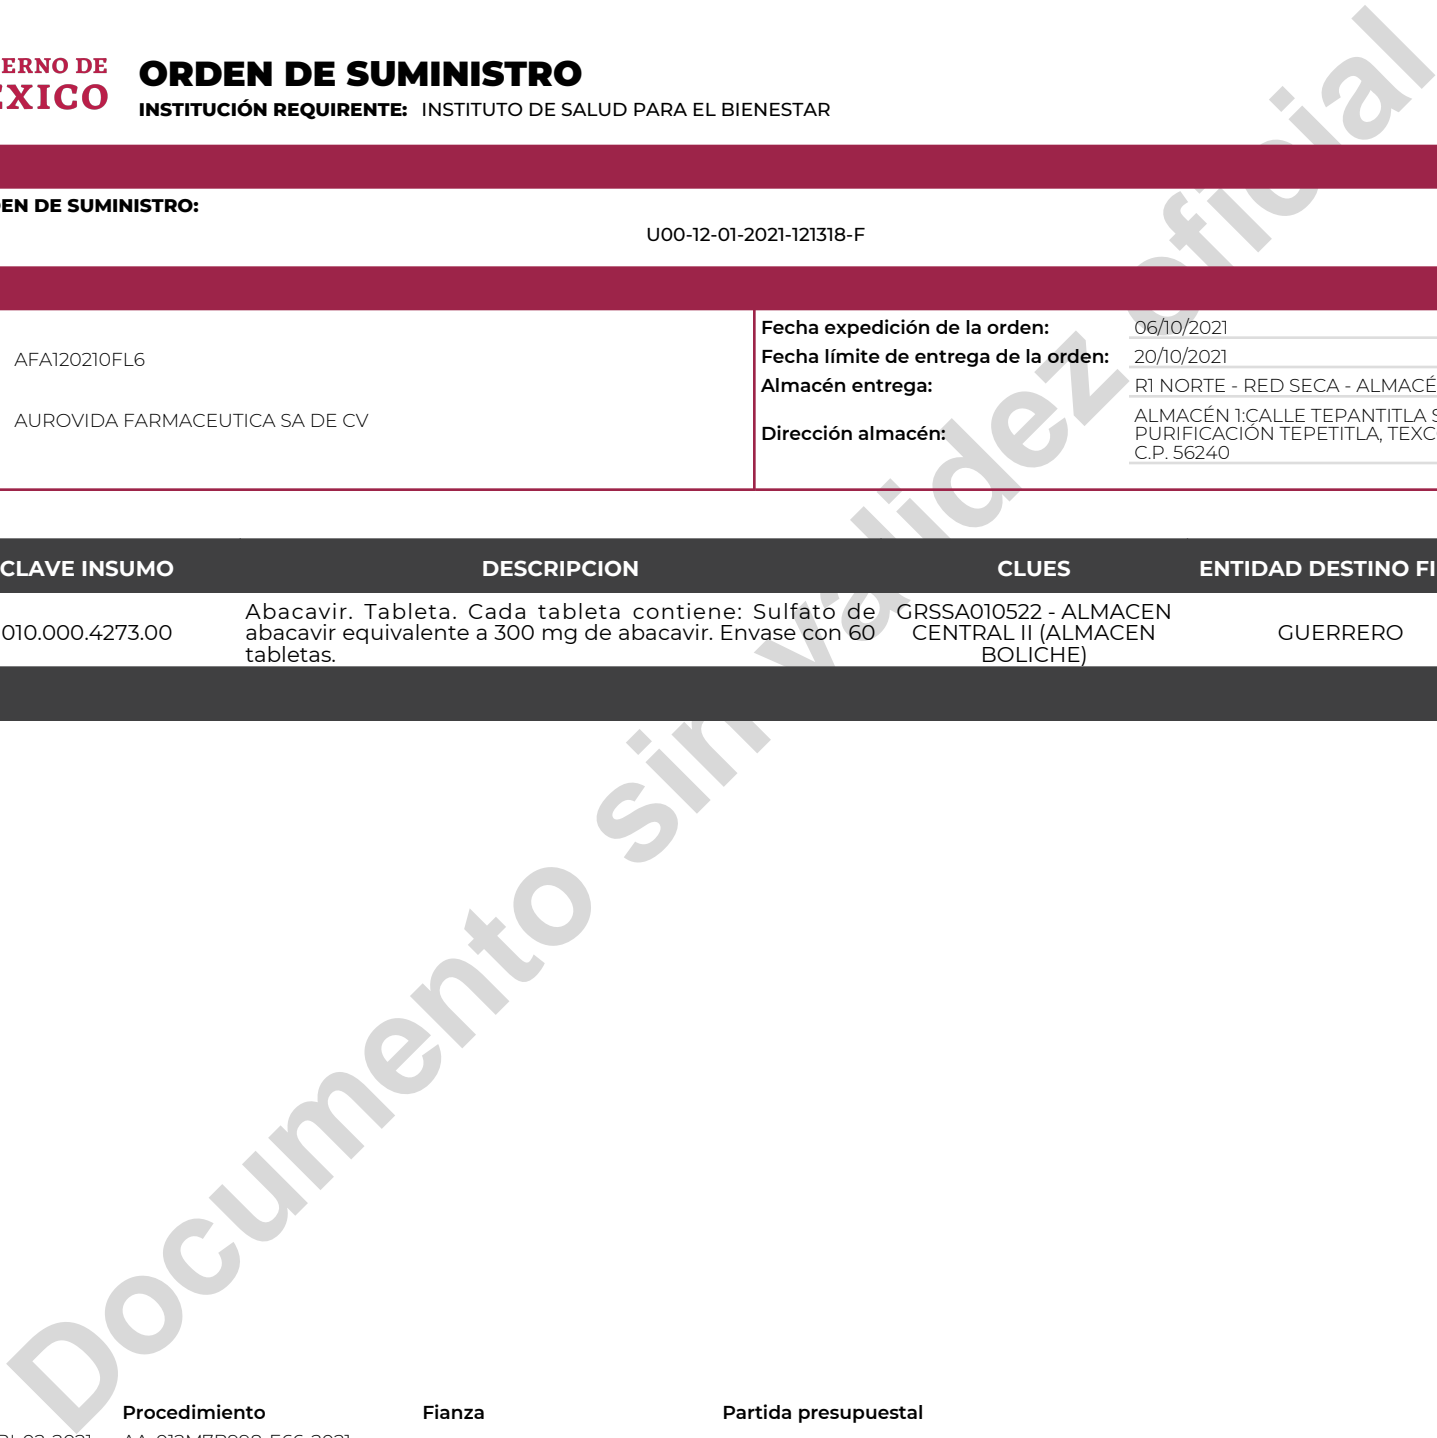 ERNO DE
ÉXICO
ORDEN DE SUMINISTRO
INSTITUCIÓN REQUIRENTE: INSTITUTO DE SALUD PARA EL BIENESTAR
EN DE SUMINISTRO:
U00-12-01-2021-121318-F
AFA120210FL6
AUROVIDA FARMACEUTICA SA DE CV
Fecha expedición de la orden: 06/10/2021
Fecha límite de entrega de la orden: 20/10/2021
Almacén entrega: R1 NORTE - RED SECA - ALMACÉ
Dirección almacén:
ALMACÉN 1:CALLE TEPANTITLA S
PURIFICACIÓN TEPETITLA, TEXC
C.P. 56240
CLAVE INSUMO DESCRIPCION CLUES ENTIDAD DESTINO FI
010.000.4273.00
Abacavir. Tableta. Cada tableta contiene: Sulfato de
abacavir equivalente a 300 mg de abacavir. Envase con 60
tabletas.
GRSSA010522 - ALMACEN
CENTRAL II (ALMACEN
BOLICHE)
GUERRERO
Documento sin validez oficial
Procedimiento Fianza Partida presupuestal